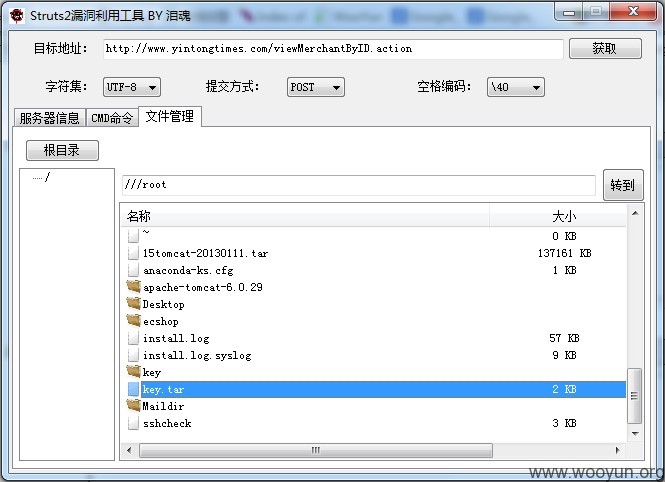 Struts2漏洞利用工具 BY 泪魂
目标地址: http://www.yintongtimes.com/viewMerchantByID.action 获取
字符集: UTF-8 提交方式: POST 空格编码: \40
服务器信息 CMD命令 文件管理
根目录
/
///root 转到
名称 大小
~ 0 KB
15tomcat-20130111.tar 137161 KB
anaconda-ks.cfg 1 KB
apache-tomcat-6.0.29
Desktop
ecshop
install.log 57 KB
install.log.syslog 9 KB
key
key.tar 2 KB
Maildir
sshcheck 3 KB
www.wooyun.org